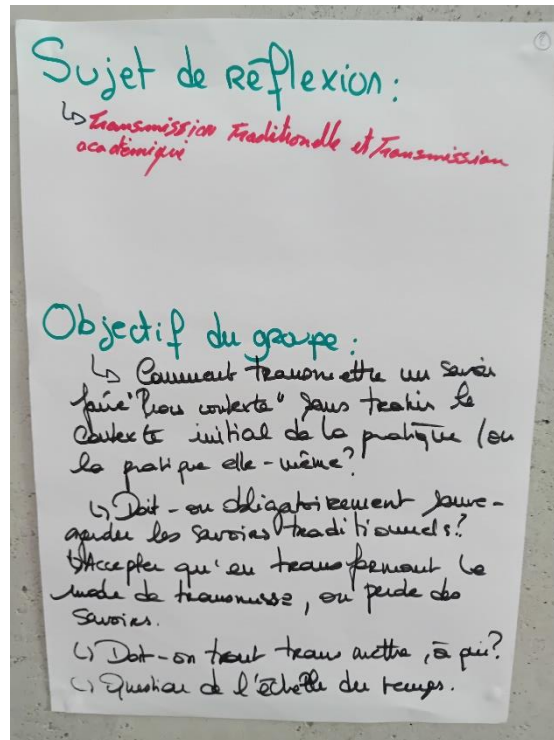 Sujet de Réflexion :
↳ Transmission Traditionelle et Transmission
académique
Objectif du groupe :
↳ Comment transmettre un savoir
faire "hors contexte" sans trahir le
contexte initial de la pratique (ou
la pratique elle-même?
↳ Doit-on obligatoirement sauve-
garder les savoirs traditionnels?
↳ Accepter qu'en transformant le
mode de, on perde des
savoirs.
↳ Doit-on tout transmettre, à qui?
↳ Question de l'échelle du temps.